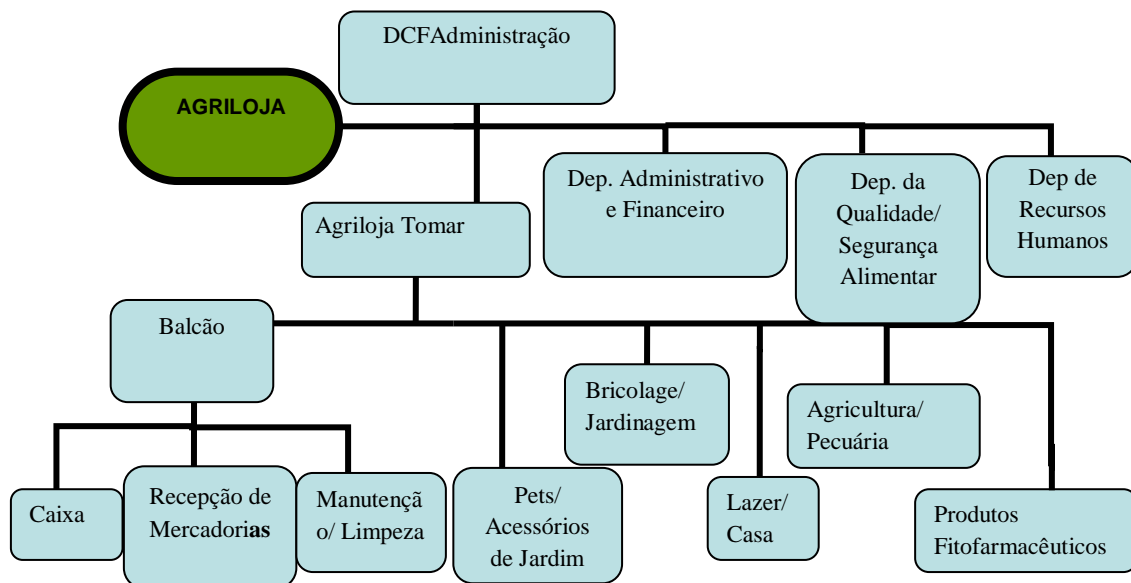 DCFAdministração
AGRILOJA
Dep. Administrativo
e Financeiro
Dep. da
Qualidade/
Segurança
Alimentar
Dep de
Recursos
Humanos
Agriloja Tomar
Balcão
Bricolage/
Jardinagem
Agricultura/
Pecuária
Caixa
Recepção de
Mercadorias
Manutençã
o/ Limpeza
Pets/
Acessórios
de Jardim
Lazer/
Casa
Produtos
Fitofarmacêuticos